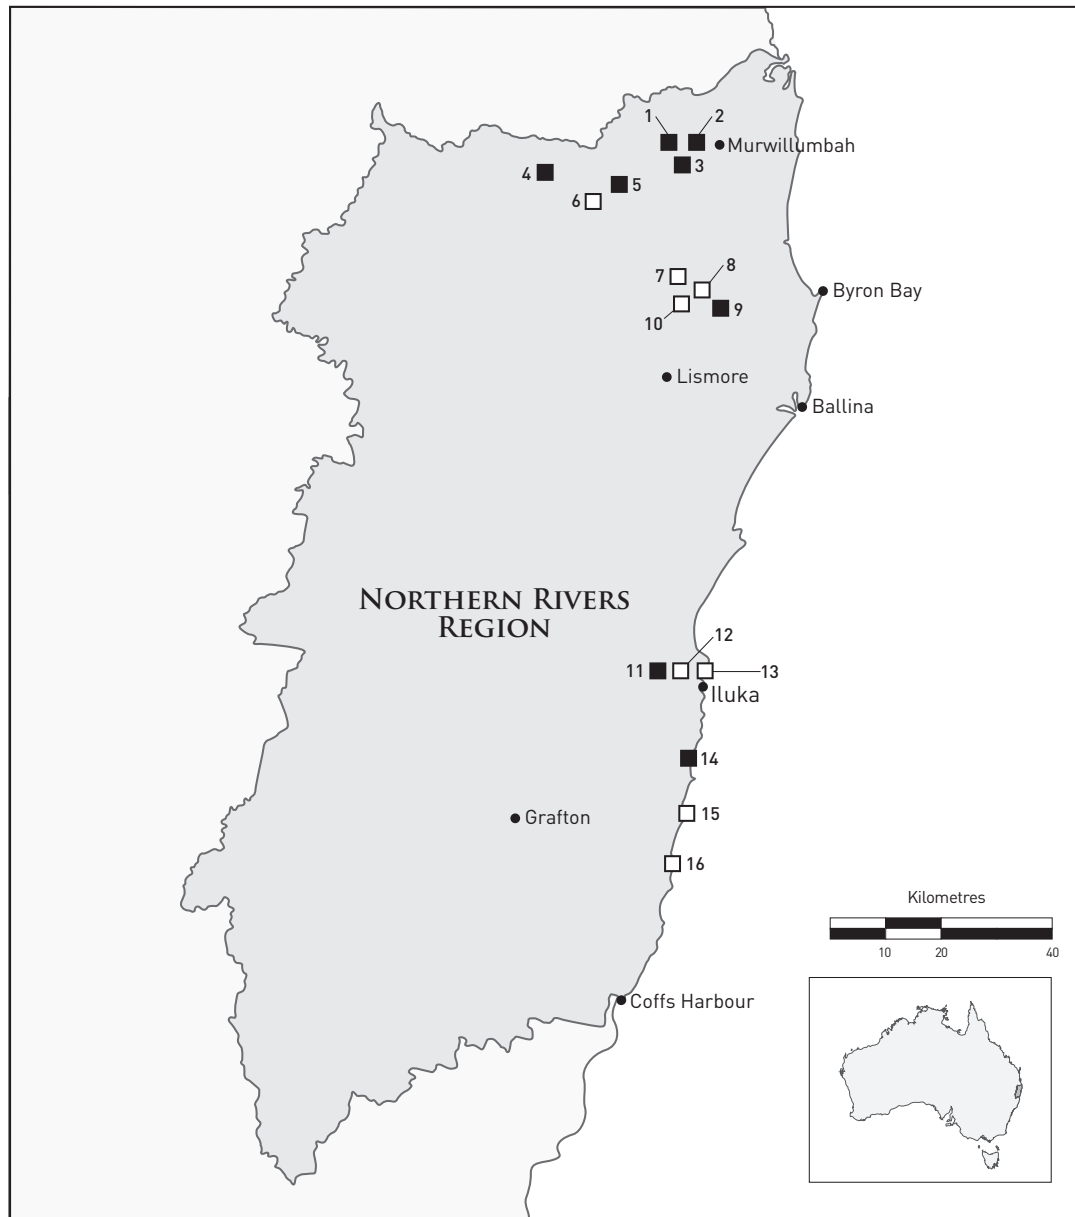 1
2
Murwillumbah
3
4
5
6
7
8
Byron Bay
10
9
Lismore
Ballina
NORTHERN RIVERS
REGION
12
11
13
Iluka
14
Grafton
15
16
Kilometres
10 20 40
Coffs Harbour